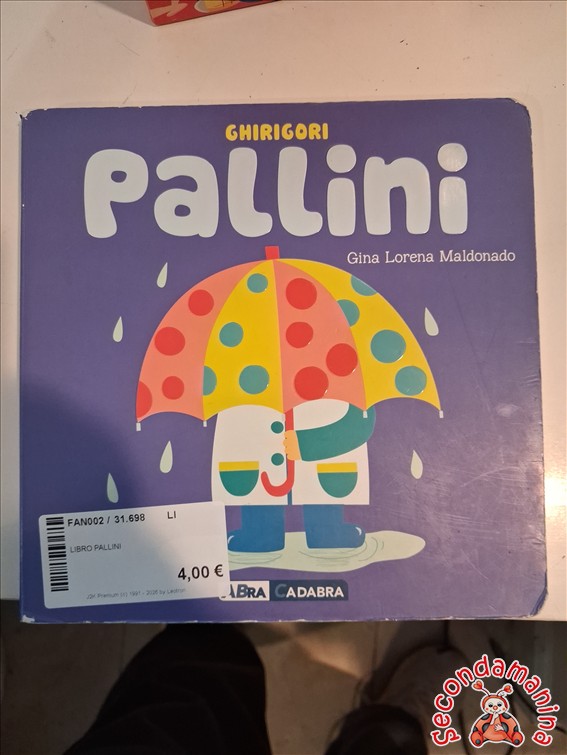 GHIRIGORI
Pallini
Gina Lorena Maldonado
FAN002 / 31.698 LI
LIBRO PALLINI
4,00 €
ABRA CADABRA
Secondamanina